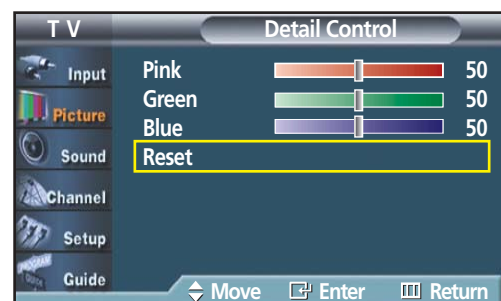 T V
Detail Control
Input
Picture
Sound
Channel
Setup
Guide
Pink 50
Green 50
Blue 50
Reset
Move Enter Return